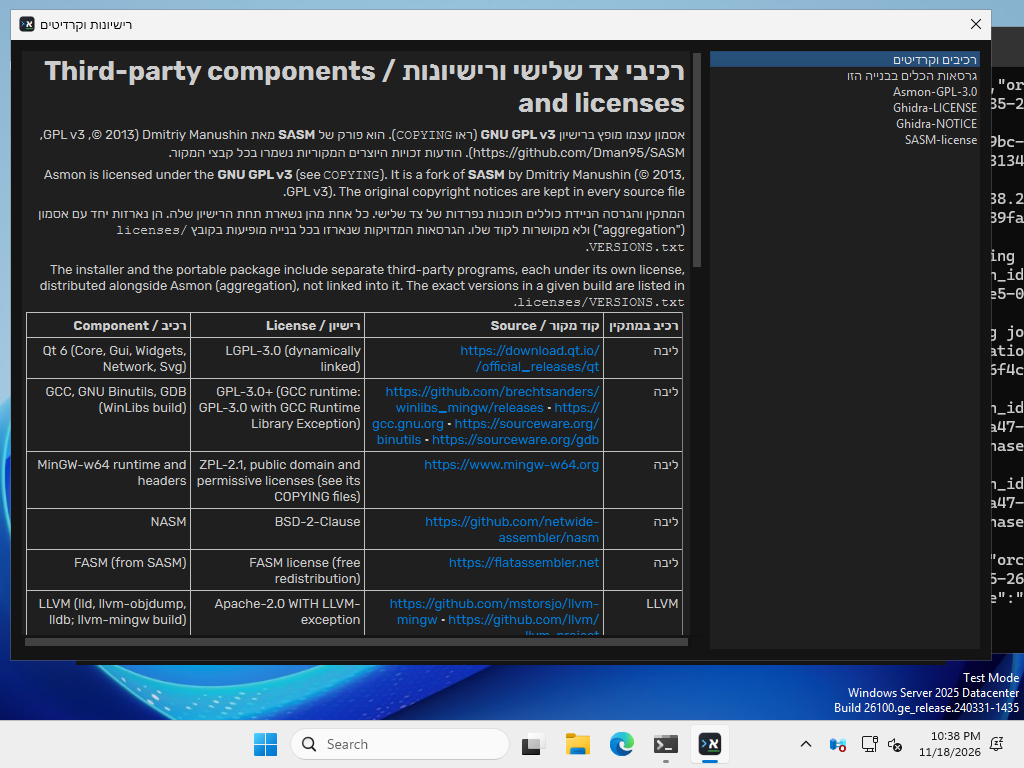 רישיונות וקרדיטים
רכיבי צד שלישי ורישיונות / Third-party components
and licenses
אסמון עצמו מופץ ברישיון GNU GPL v3 (ראו COPYING). הוא פורק של SASM מאת Dmitriy Manushin (© 2013, GPL v3,
https://github.com/Dman95/SASM). הודעות זכויות היוצרים המקוריות נשמרו בכל קבצי המקור.
Asmon is licensed under the GNU GPL v3 (see COPYING). It is a fork of SASM by Dmitriy Manushin (© 2013,
GPL v3). The original copyright notices are kept in every source file.
המתקין והגרסה הניידת כוללים תוכנות נפרדות של צד שלישי. כל אחת מהן נשארת תחת הרישיון שלה. הן נארזות יחד עם אסמון
("aggregation") ולא מקושרות לקוד שלו. הגרסאות המדויקות שנארזו בכל בנייה מופיעות בקובץ licenses/
VERSIONS.txt.
The installer and the portable package include separate third-party programs, each under its own license,
distributed alongside Asmon (aggregation), not linked into it. The exact versions in a given build are listed in
licenses/VERSIONS.txt.
רכיב במתקין
קוד מקור / Source
רישיון / License
רכיב / Component
ליבה
https://download.qt.io/
official_releases/qt/
LGPL-3.0 (dynamically
linked)
Qt 6 (Core, Gui, Widgets,
Network, Svg)
ליבה
https://github.com/brechtsanders/
winlibs_mingw/releases · https://
gcc.gnu.org · https://sourceware.org/
binutils · https://sourceware.org/gdb
GPL-3.0+ (GCC runtime:
GPL-3.0 with GCC Runtime
Library Exception)
GCC, GNU Binutils, GDB
(WinLibs build)
ליבה
https://www.mingw-w64.org
ZPL-2.1, public domain and
permissive licenses (see its
COPYING files)
MinGW-w64 runtime and
headers
ליבה
https://github.com/netwide-
assembler/nasm
BSD-2-Clause
NASM
ליבה
https://flatassembler.net
FASM license (free
redistribution)
FASM (from SASM)
LLVM
https://github.com/mstorsjo/llvm-
mingw · https://github.com/llvm/
llvm-project
Apache-2.0 WITH LLVM-
exception
LLVM (lld, llvm-objdump,
lldb; llvm-mingw build)
רכיבים וקרדיטים
גרסאות הכלים בבנייה הזו
Asmon-GPL-3.0
Ghidra-LICENSE
Ghidra-NOTICE
SASM-license
Test Mode
Windows Server 2025 Datacenter
Build 26100.ge_release.240331-1435
Search
10:38 PM
11/18/2026